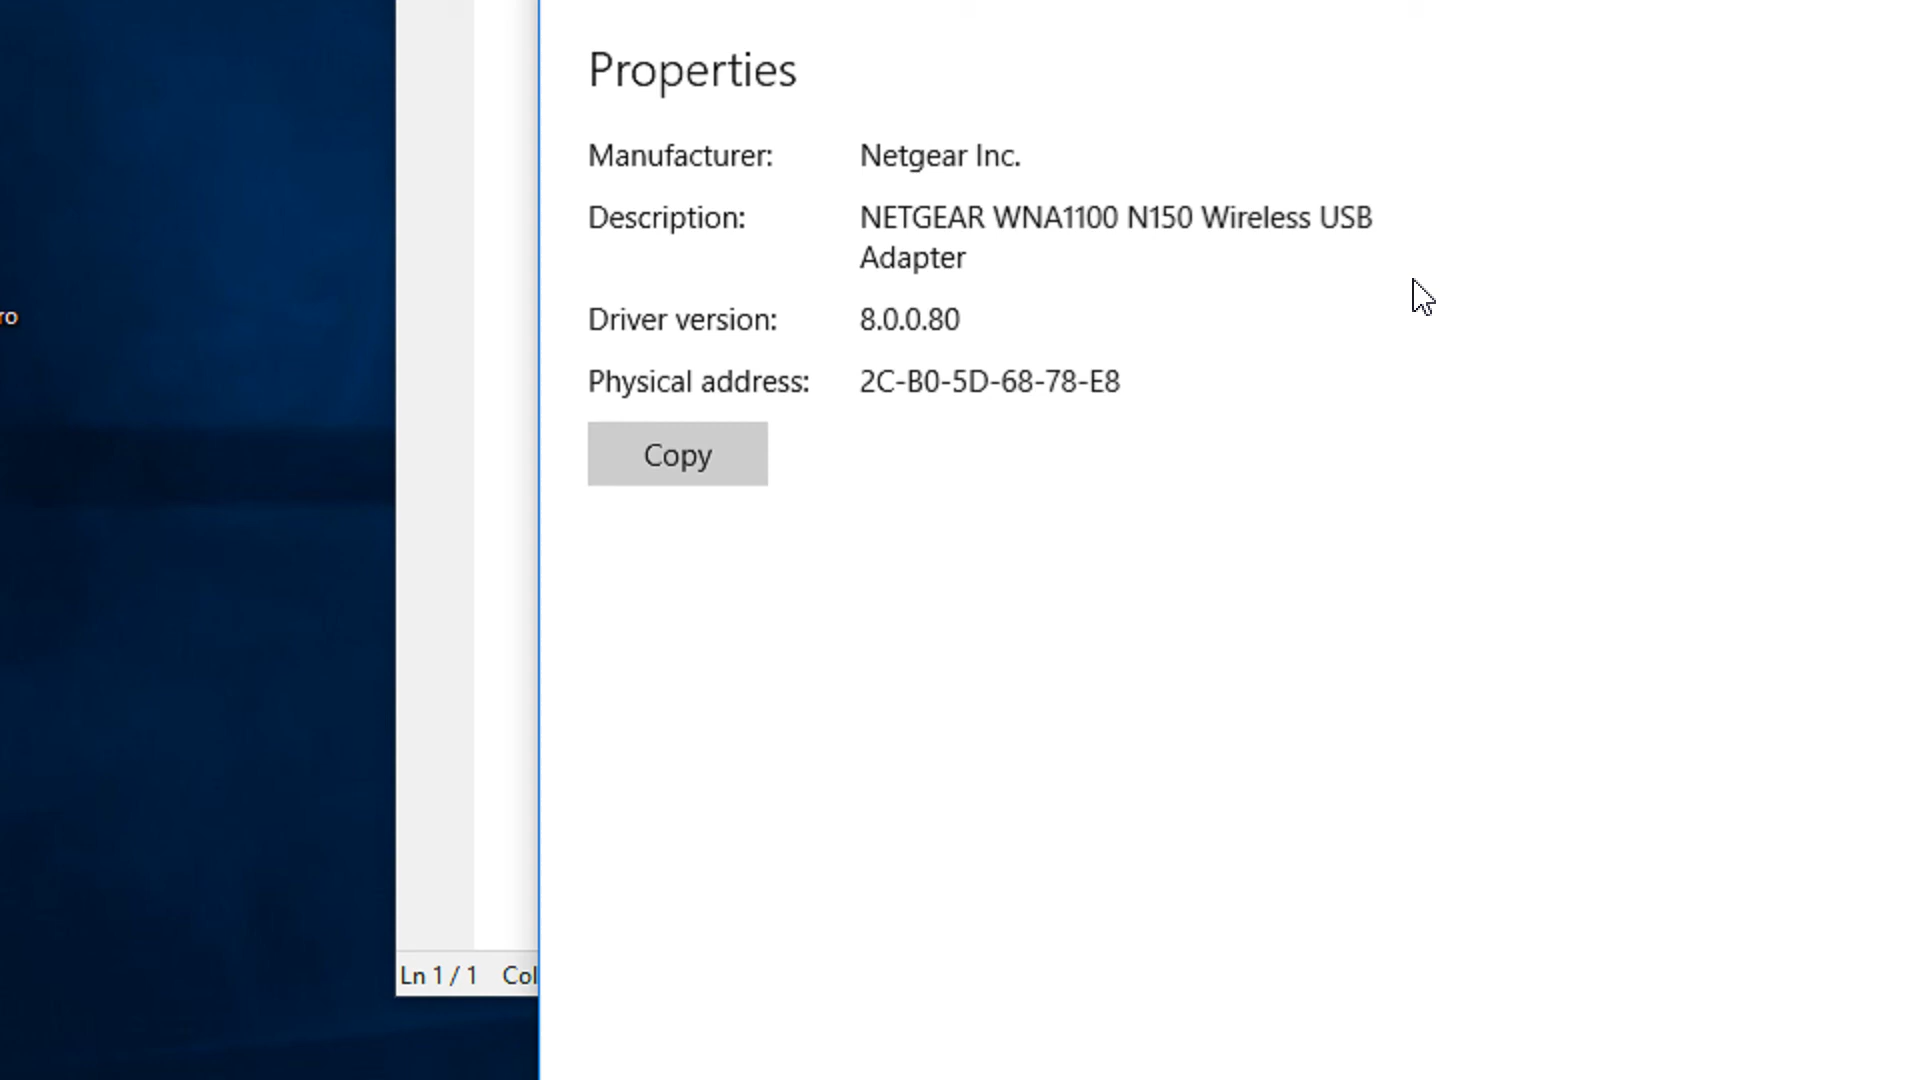 Properties
Manufacturer: Netgear Inc.
Description: NETGEAR WNA1100 N150 Wireless USB
Adapter
ro
Driver version: 8.0.0.80
Physical address: 2C-B0-5D-68-78-E8
Copy
Ln 1 / 1 Col